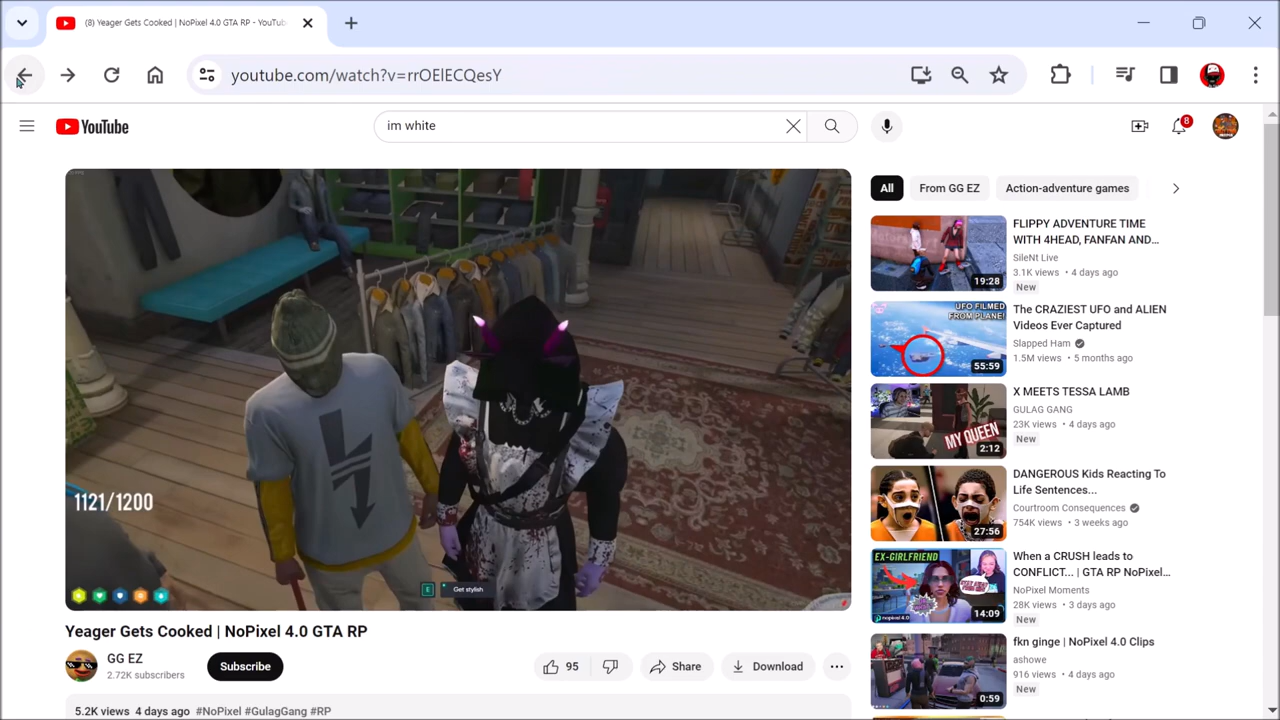 (8) Yeager Gets Cooked | NoPixel 4.0 GTA RP - YouTub
youtube.com/watch?v=rrOElECQesY
YouTube
im white
8
All
From GG EZ
Action-adventure games
FLIPPY ADVENTURE TIME
WITH 4HEAD, FANFAN AND...
SileNt Live
3.1K views • 4 days ago
New
19:28
UFO FILMED
FROM PLANE!
55:59
The CRAZIEST UFO and ALIEN
Videos Ever Captured
Slapped Ham
1.5M views • 5 months ago
MY QUEEN
2:12
X MEETS TESSA LAMB
GULAG GANG
23K views • 4 days ago
New
27:56
DANGEROUS Kids Reacting To
Life Sentences...
Courtroom Consequences
754K views • 3 weeks ago
EX-GIRLFRIEND
nopixel 4.0
14:09
When a CRUSH leads to
CONFLICT... | GTA RP NoPixel...
NoPixel Moments
28K views • 3 days ago
New
0:59
fkn ginge | NoPixel 4.0 Clips
ashowe
916 views • 4 days ago
New
1121/1200
E Get stylish
Yeager Gets Cooked | NoPixel 4.0 GTA RP
GG EZ
2.72K subscribers
Subscribe
95
Share
Download
5.2K views 4 days ago #NoPixel #GTA #RP